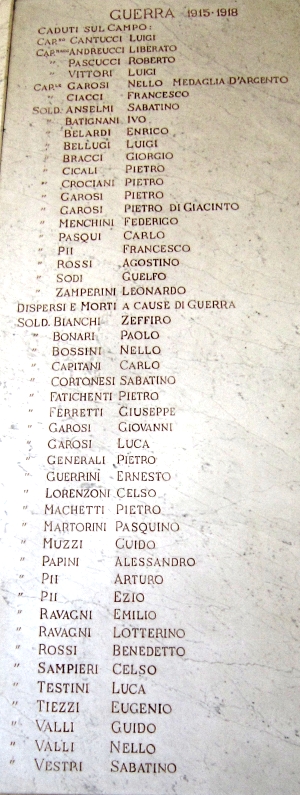 GUERRA 1915-1918
CADUTI SUL CAMPO:
CAP.NO CANTUCCI LUIGI
CAP.RALE ANDREUCCI LIBERATO
" PASCUCCI ROBERTO
" VITTORI LUIGI
CAP.LE GAROSI NELLO MEDAGLIA D'ARGENTO
" CIACCI FRANCESCO
SOLD. ANSELMI SABATINO
" BATIGNANI IVO
" BELARDI ENRICO
" BELLUGI LUIGI
" BRACCI GIORGIO
" CICALI PIETRO
" CROCIANI PIETRO
" GAROSI PIETRO
" GAROSI PIETRO DI GIACINTO
" MENCHINI FEDERIGO
" PASQUI CARLO
" PII FRANCESCO
" ROSSI AGOSTINO
" SODI GUELFO
" ZAMPERINI LEONARDO
DISPERSI E MORTI A CAUSE DI GUERRA
SOLD. BIANCHI ZEFFIRO
" BONARI PAOLO
" BOSSINI NELLO
" CAPITANI CARLO
" CORTONESI SABATINO
" FATICHENTI PIETRO
" FERRETTI GIUSEPPE
" GAROSI GIOVANNI
" GAROSI LUCA
" GENERALI PIETRO
" GUERRINI ERNESTO
" LORENZONI CELSO
" MACHETTI PIETRO
" MARTORINI PASQUINO
" MUZZI GUIDO
" PAPINI ALESSANDRO
" PII ARTURO
" PII EZIO
" RAVAGNI EMILIO
" RAVAGNI LOTTERINO
" ROSSI BENEDETTO
" SAMPIERI CELSO
" TESTINI LUCA
" TIEZZI EUGENIO
" VALLI GUIDO
" VALLI NELLO
" VESTRI SABATINO